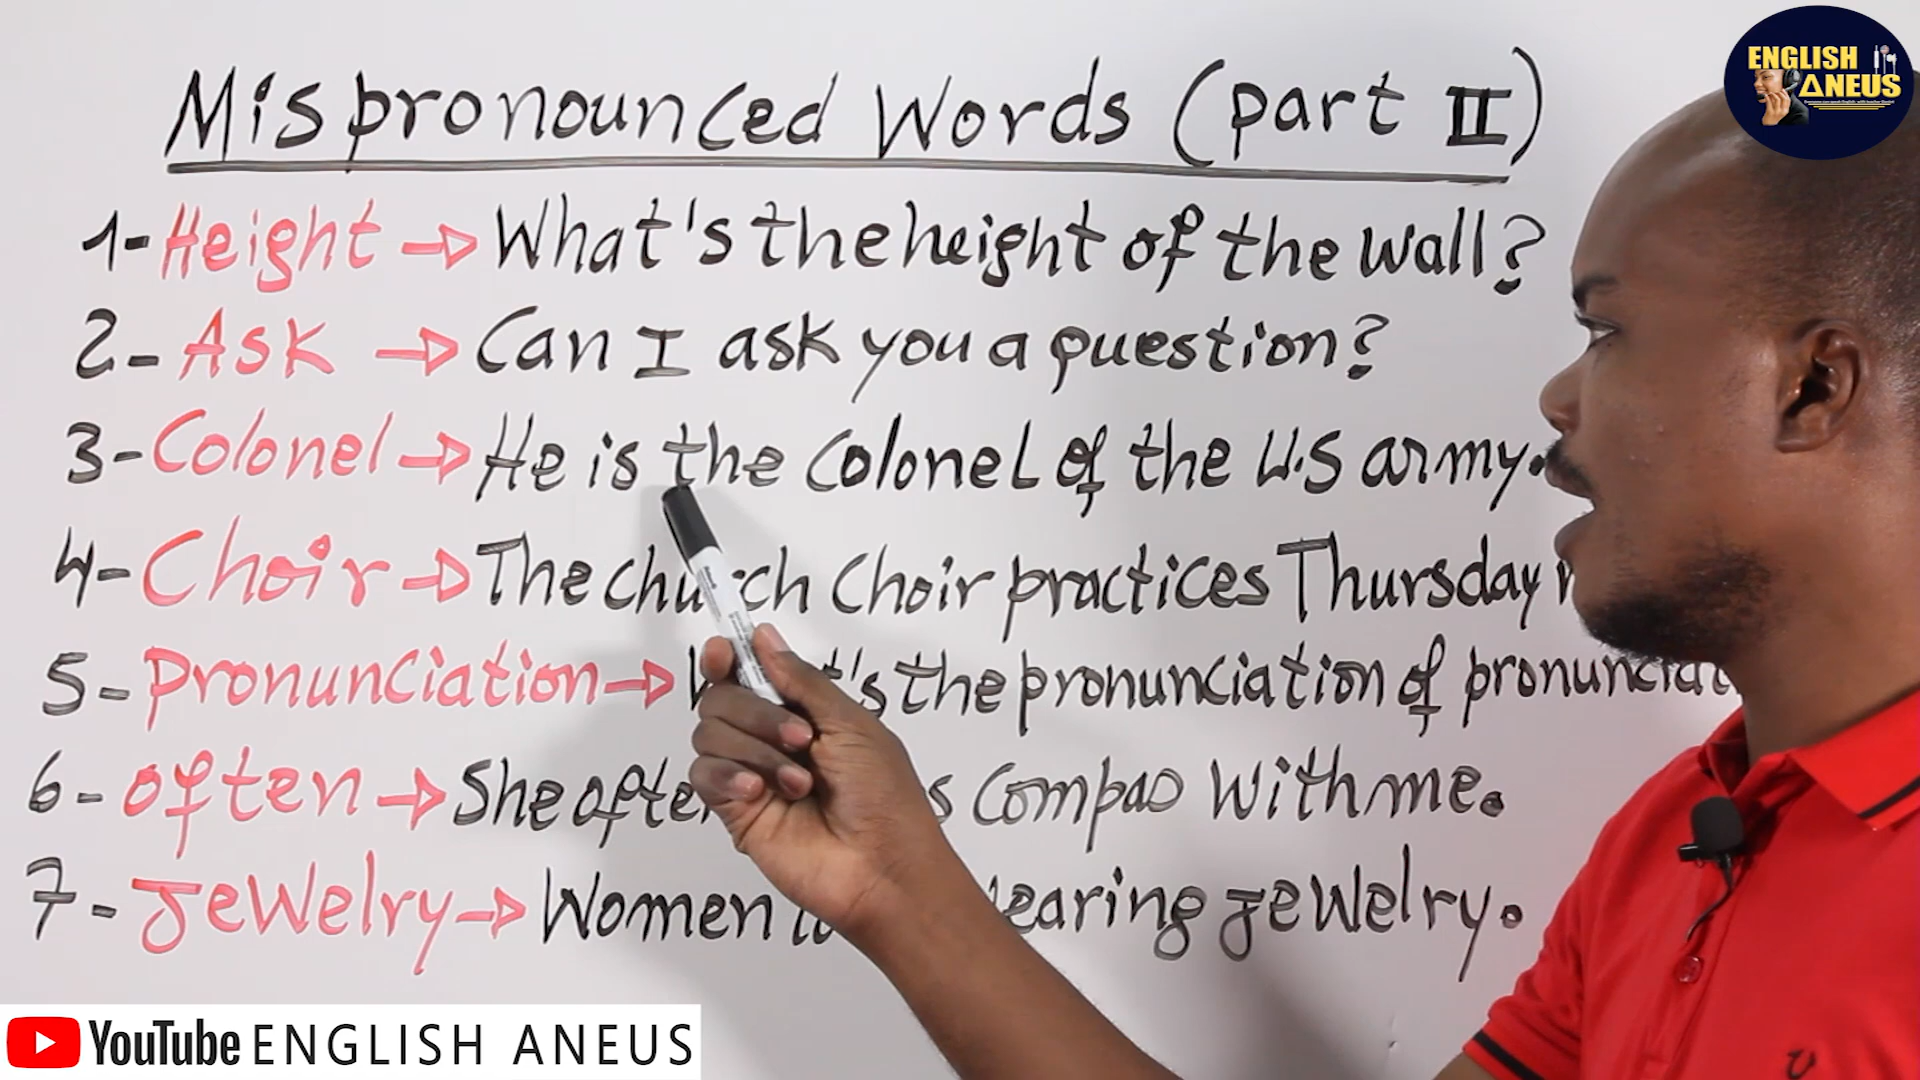 Mispronounced Words (part II)
1- Height → What's the height of the wall?
2- Ask → Can I ask you a question?
3- Colonel → He is the Colonel of the U.S army.
4- Choir → The church Choir practices Thursday
5- Pronunciation → the pronunciation of
6- often → She often Compas with me.
7- Jewelry → Women Jewelry.
ENGLISH
ANEUS
YouTube ENGLISH ANEUS